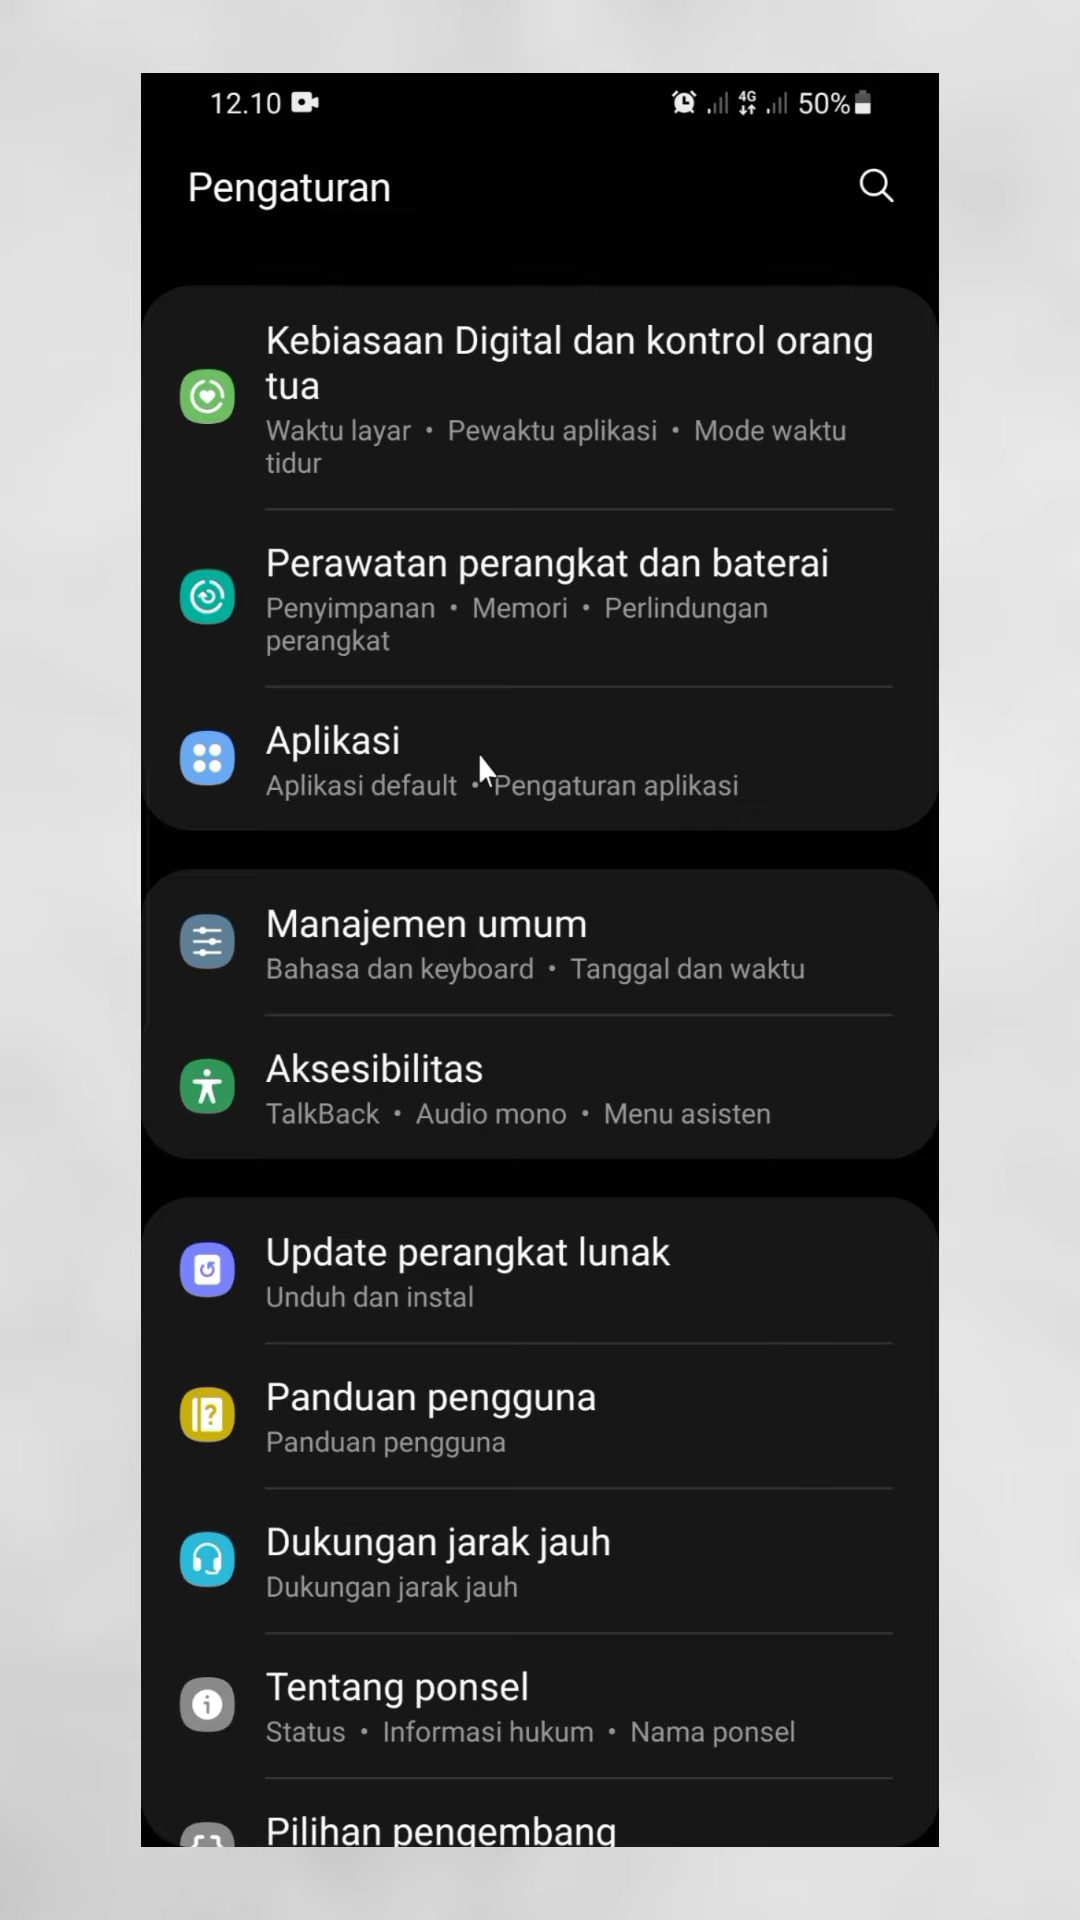 12.10 4G 50%
Pengaturan
Kebiasaan Digital dan kontrol orang
tua
Waktu layar • Pewaktu aplikasi • Mode waktu
tidur
Perawatan perangkat dan baterai
Penyimpanan • Memori • Perlindungan
perangkat
Aplikasi
Aplikasi default • Pengaturan aplikasi
Manajemen umum
Bahasa dan keyboard • Tanggal dan waktu
Aksesibilitas
TalkBack • Audio mono • Menu asisten
Update perangkat lunak
Unduh dan instal
Panduan pengguna
Panduan pengguna
Dukungan jarak jauh
Dukungan jarak jauh
Tentang ponsel
Status • Informasi hukum • Nama ponsel
Pilihan pengembang